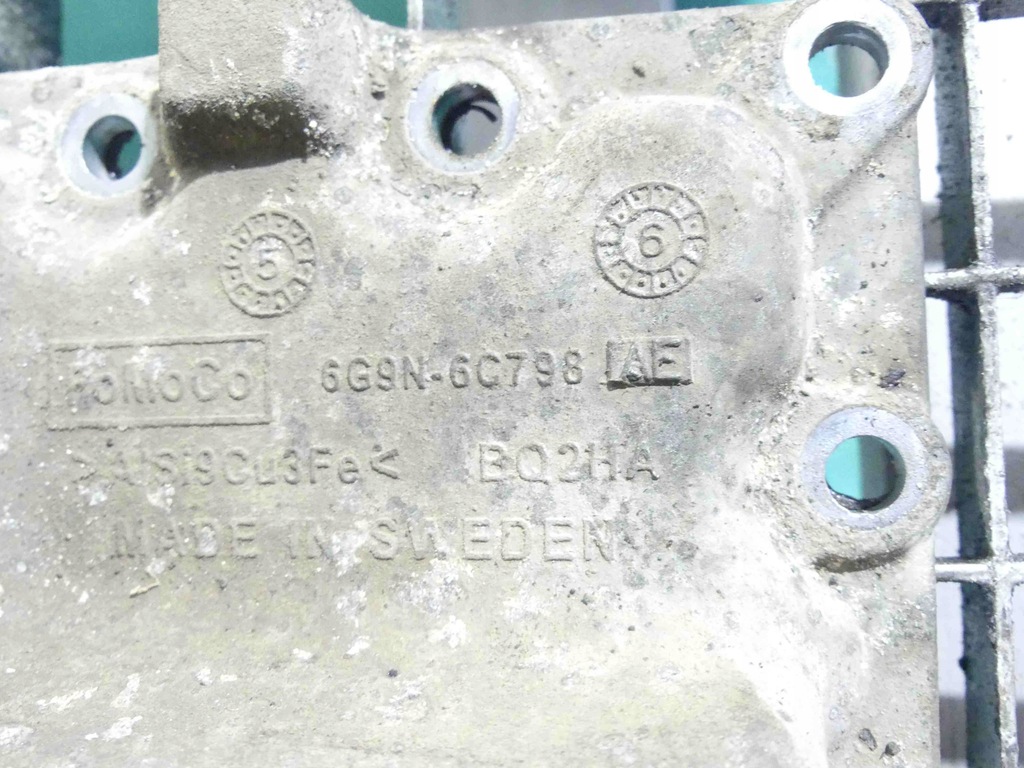 5 6
FoMoCo 6G9N-6C798 AE
>AlSi9CU3Fe< BQ2HA
MADE IN SWEDEN